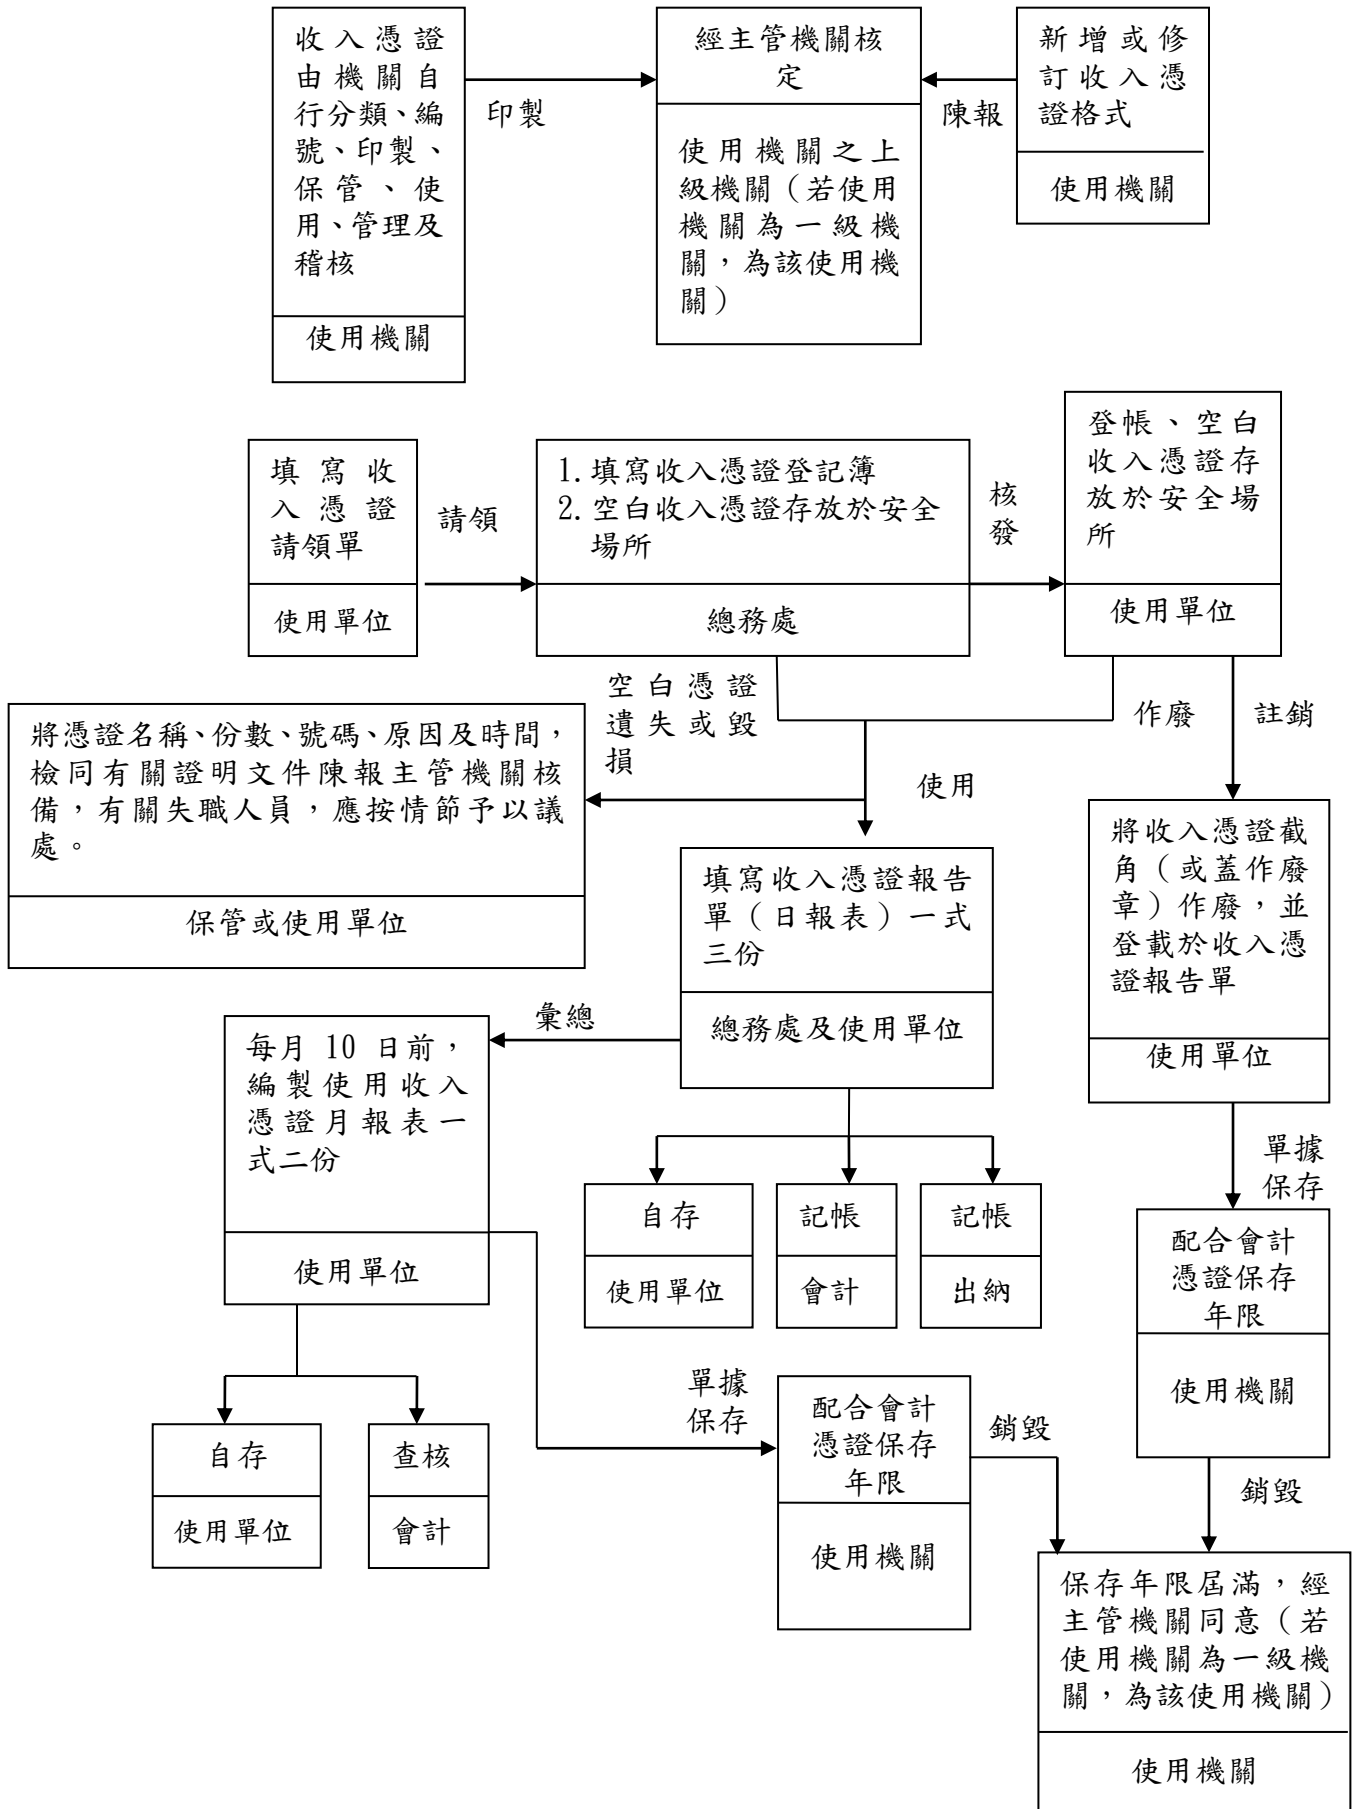 收入憑證
由機關自
行分類、編
號、印製、
保管、使
用、管理及
稽核
使用機關
印製
經主管機關核
定
使用機關之上
級機關（若使用
機關為一級機
關，為該使用機
關）
陳報
新增或修
訂收入憑
證格式
使用機關
填寫收
入憑證
請領單
使用單位
請領
1.填寫收入憑證登記簿
2.空白收入憑證存放於安全
場所
總務處
核
發
登帳、空白
收入憑證存
放於安全場
所
使用單位
空白憑證
遺失或毀
損
作廢
註銷
將憑證名稱、份數、號碼、原因及時間，
檢同有關證明文件陳報主管機關核
備，有關失職人員，應按情節予以議
處。
保管或使用單位
使用
填寫收入憑證報告
單（日報表）一式
三份
總務處及使用單位
將收入憑證截
角（或蓋作廢
章）作廢，並
登載於收入憑
證報告單
使用單位
彙總
每月 10 日前，
編製使用收入
憑證月報表一
式二份
使用單位
自存
使用單位
記帳
會計
記帳
出納
單據
保存
配合會計
憑證保存
年限
使用機關
自存
使用單位
查核
會計
單據
保存
配合會計
憑證保存
年限
使用機關
銷毀
銷毀
保存年限屆滿，經
主管機關同意（若
使用機關為一級機
關，為該使用機關）
使用機關